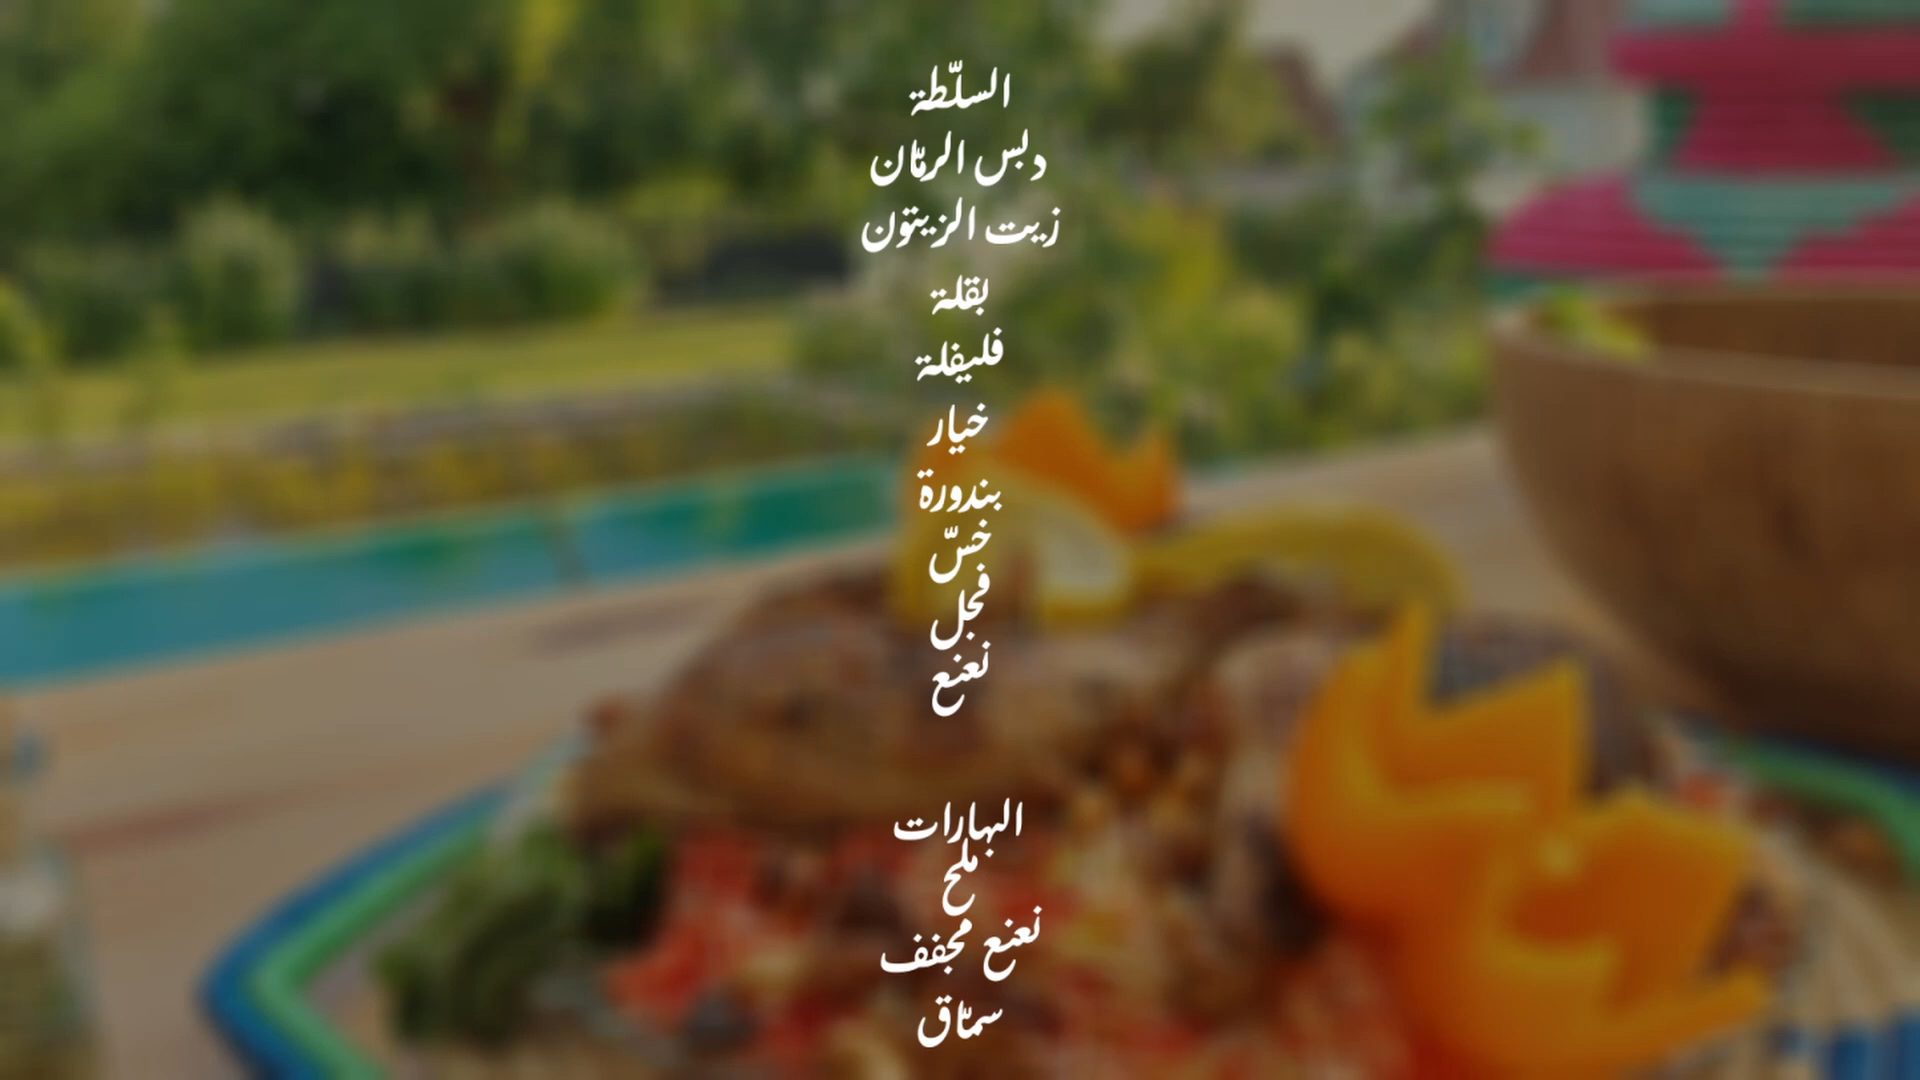 السلّطة
دبس الرمّان
زيت الزيتون
بقلة
فليفلة
خيار
بندورة
خسّ
فجل
نعنع
البهارات
ملح
نعنع مجفف
سمّاق